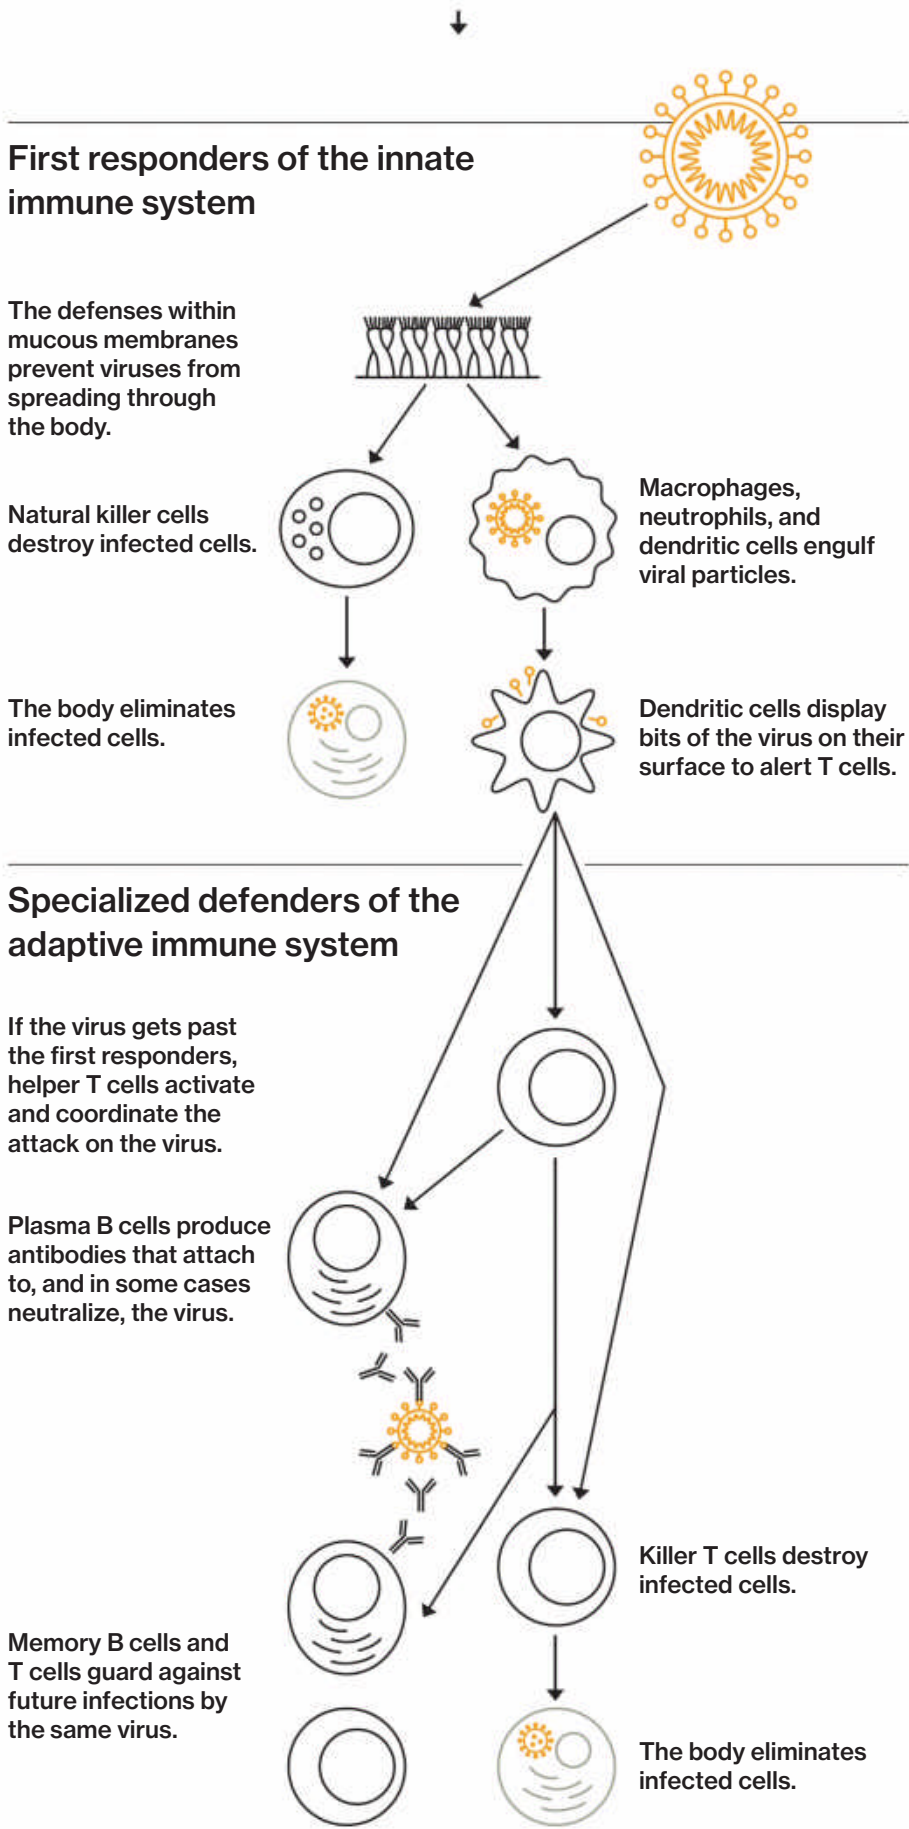 First responders of the innate
immune system
The defenses within
mucous membranes
prevent viruses from
spreading through
the body.
Natural killer cells
destroy infected cells.
Macrophages,
neutrophils, and
dendritic cells engulf
viral particles.
The body eliminates
infected cells.
Dendritic cells display
bits of the virus on their
surface to alert T cells.
Specialized defenders of the
adaptive immune system
If the virus gets past
the first responders,
helper T cells activate
and coordinate the
attack on the virus.
Plasma B cells produce
antibodies that attach
to, and in some cases
neutralize, the virus.
Killer T cells destroy
infected cells.
Memory B cells and
T cells guard against
future infections by
the same virus.
The body eliminates
infected cells.